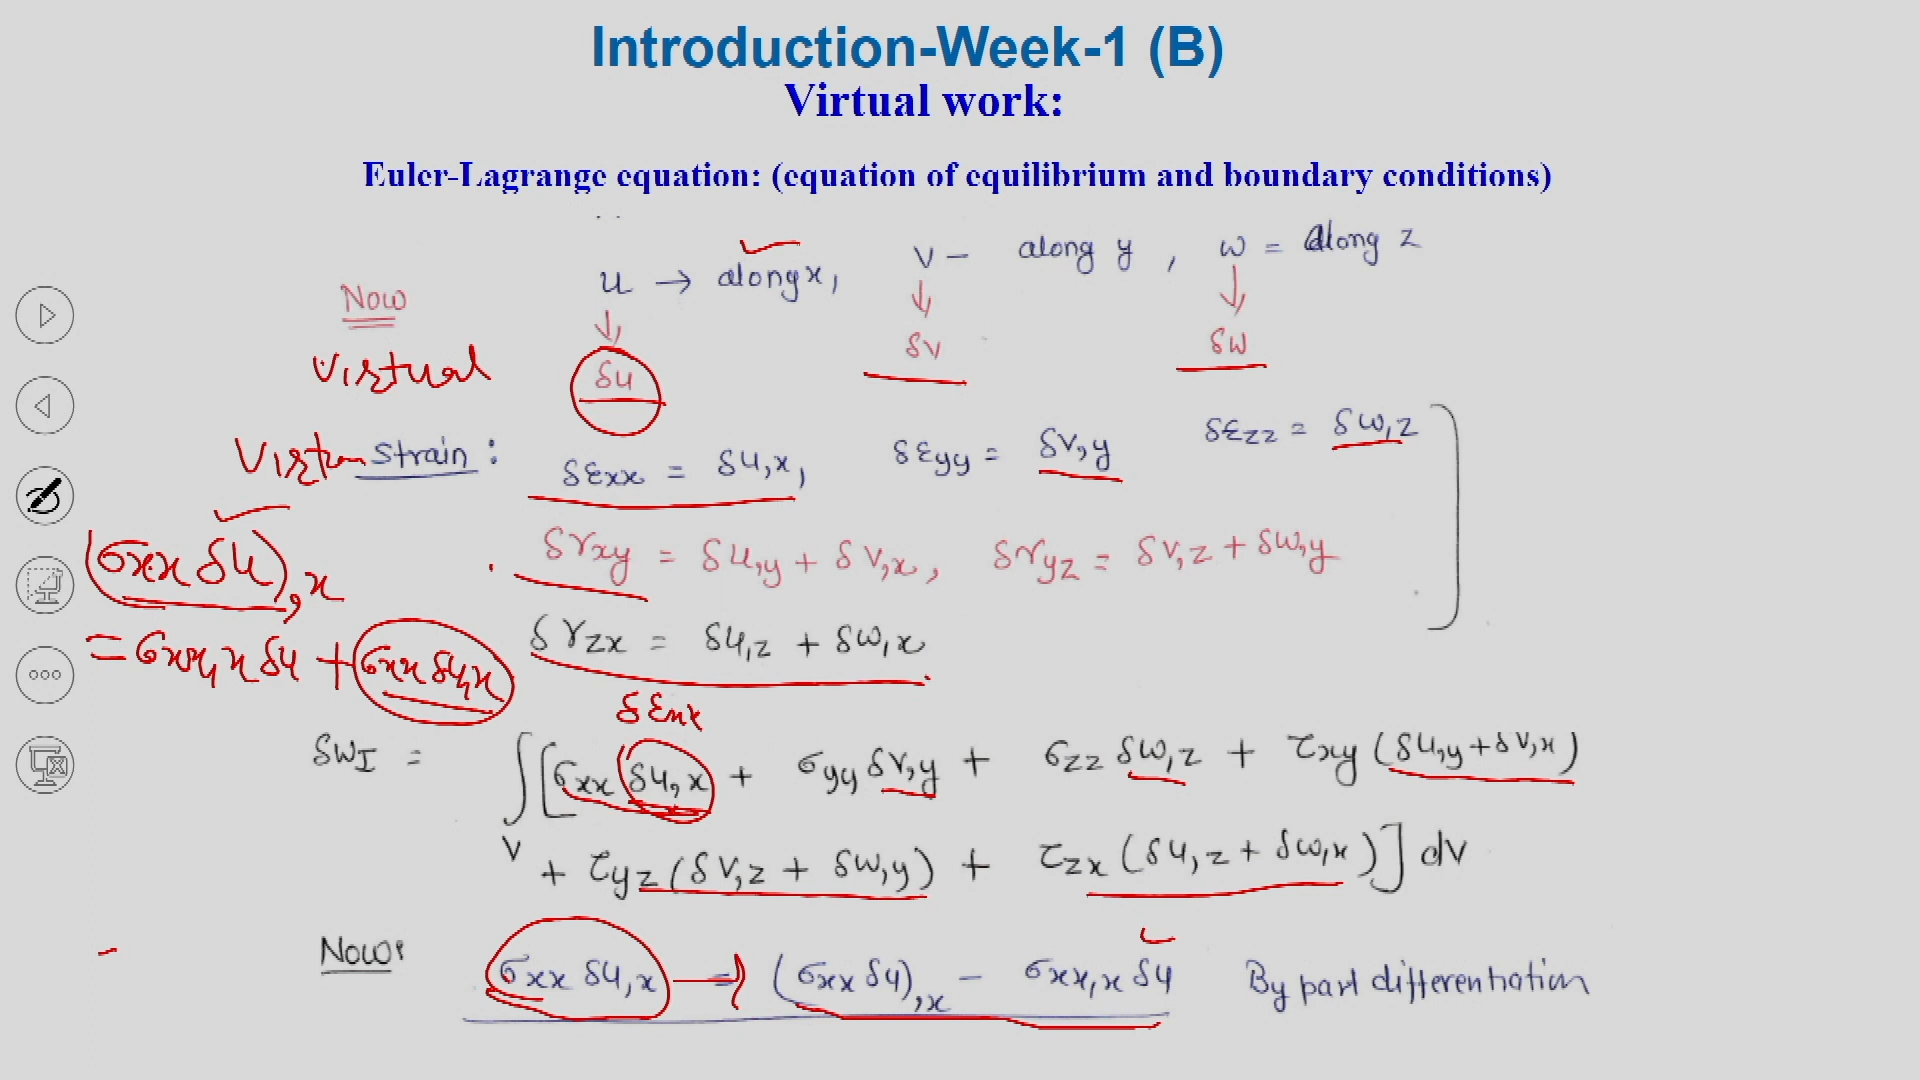 Introduction-Week-1 (B)
Virtual work:
Euler-Lagrange equation: (equation of equilibrium and boundary conditions)
u → along x, v – along y, w = along z
Now
↓ ↓ ↓
Virtual δu δv δw
Virtu strain: δεxx = δu,x, δεyy = δv,y δεzz = δw,z
δγxy = δu,y + δv,x, δγyz = δv,z + δw,y
(σxx δu),x
= σxx,x δu + σxx δu,x
δγzx = δu,z + δw,x
δεxx
δWI = ∫V [σxx δu,x + σyy δv,y + σzz δw,z + τxy (δu,y + δv,x)
+ τyz (δv,z + δw,y) + τzx (δu,z + δw,x)] dV
Now: σxx δu,x → = (σxx δu),x – σxx,x δu By part differentiation